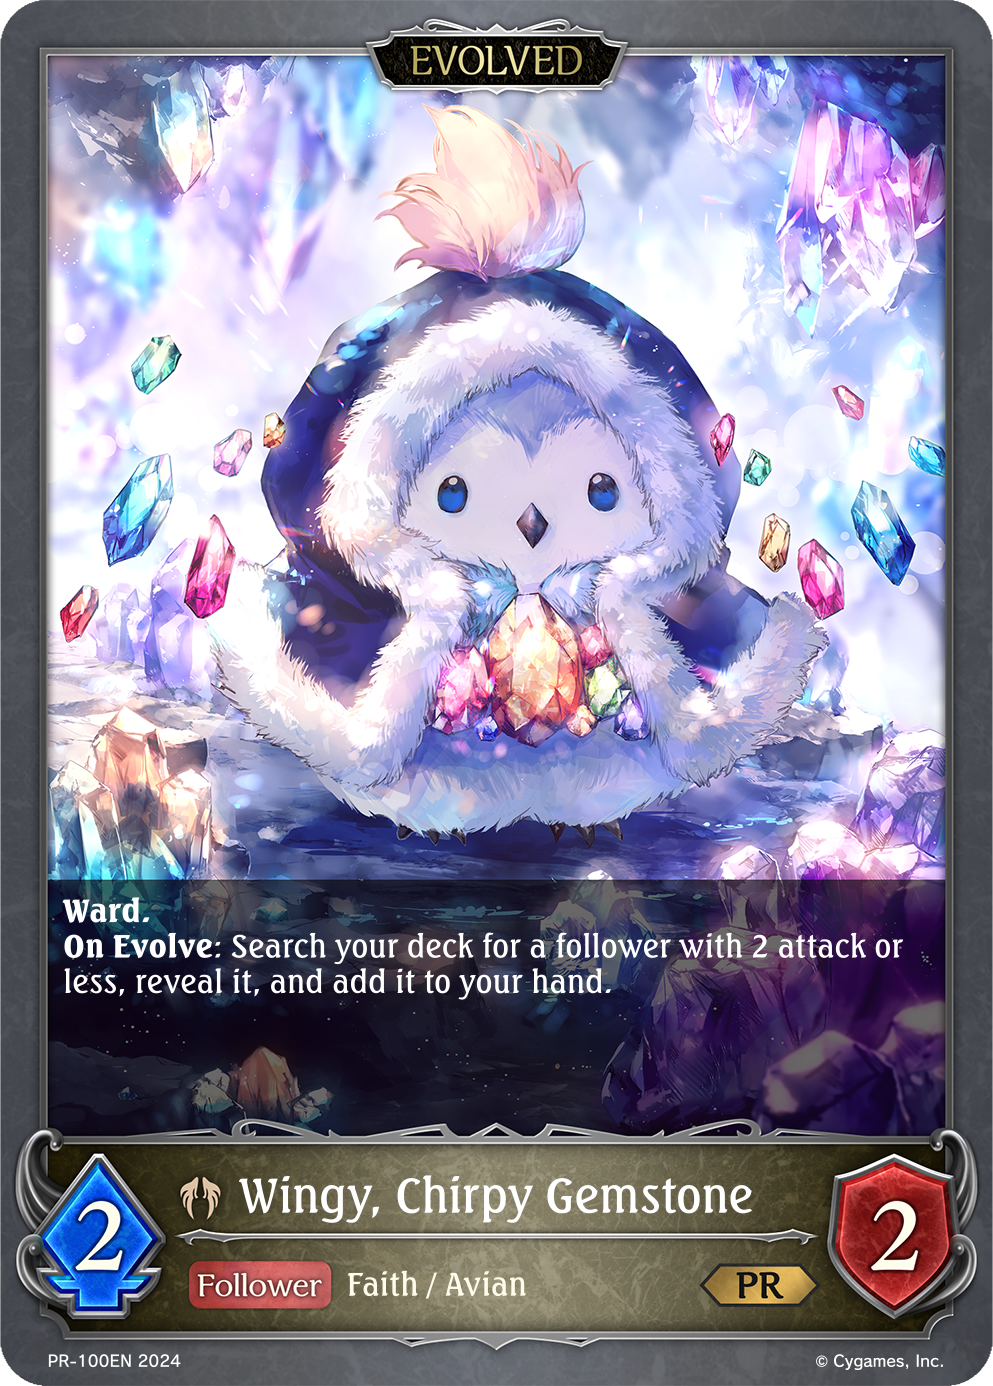 EVOLVED
Ward.
On Evolve: Search your deck for a follower with 2 attack or
less, reveal it, and add it to your hand.
Wingy, Chirpy Gemstone
2
2
Follower Faith / Avian
PR
PR-100EN 2024
© Cygames, Inc.